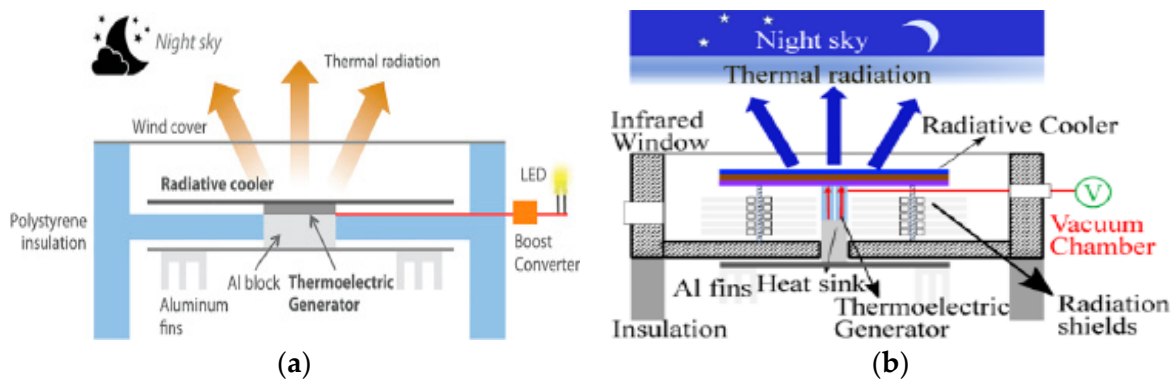 Night sky
Thermal radiation
Wind cover
Radiative cooler
LED
Polystyrene
insulation
Boost
Converter
Al block
Thermoelectric
Generator
Aluminum
fins
(a)
Night sky
Thermal radiation
Infrared
Window
Radiative Cooler
V
Vacuum
Chamber
Al fins
Heat sink
Thermoelectric
Generator
Radiation
shields
Insulation
(b)